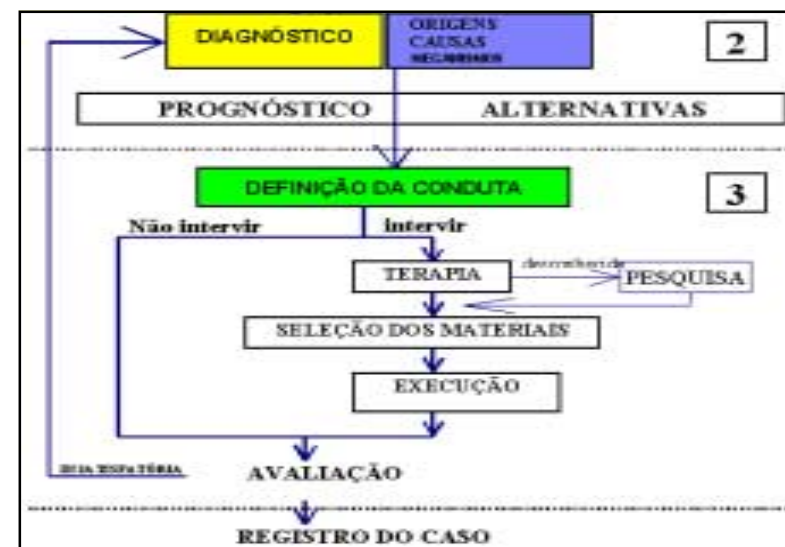 DIAGNÓSTICO
ORIGENS
CAUSAS
MECANISMOS
2
PROGNÓSTICO ALTERNATIVAS
DEFINIÇÃO DA CONDUTA
3
Não intervir
Intervir
TERAPIA
PESQUISA
SELEÇÃO DOS MATERIAIS
EXECUÇÃO
AVALIAÇÃO
REGISTRO DO CASO